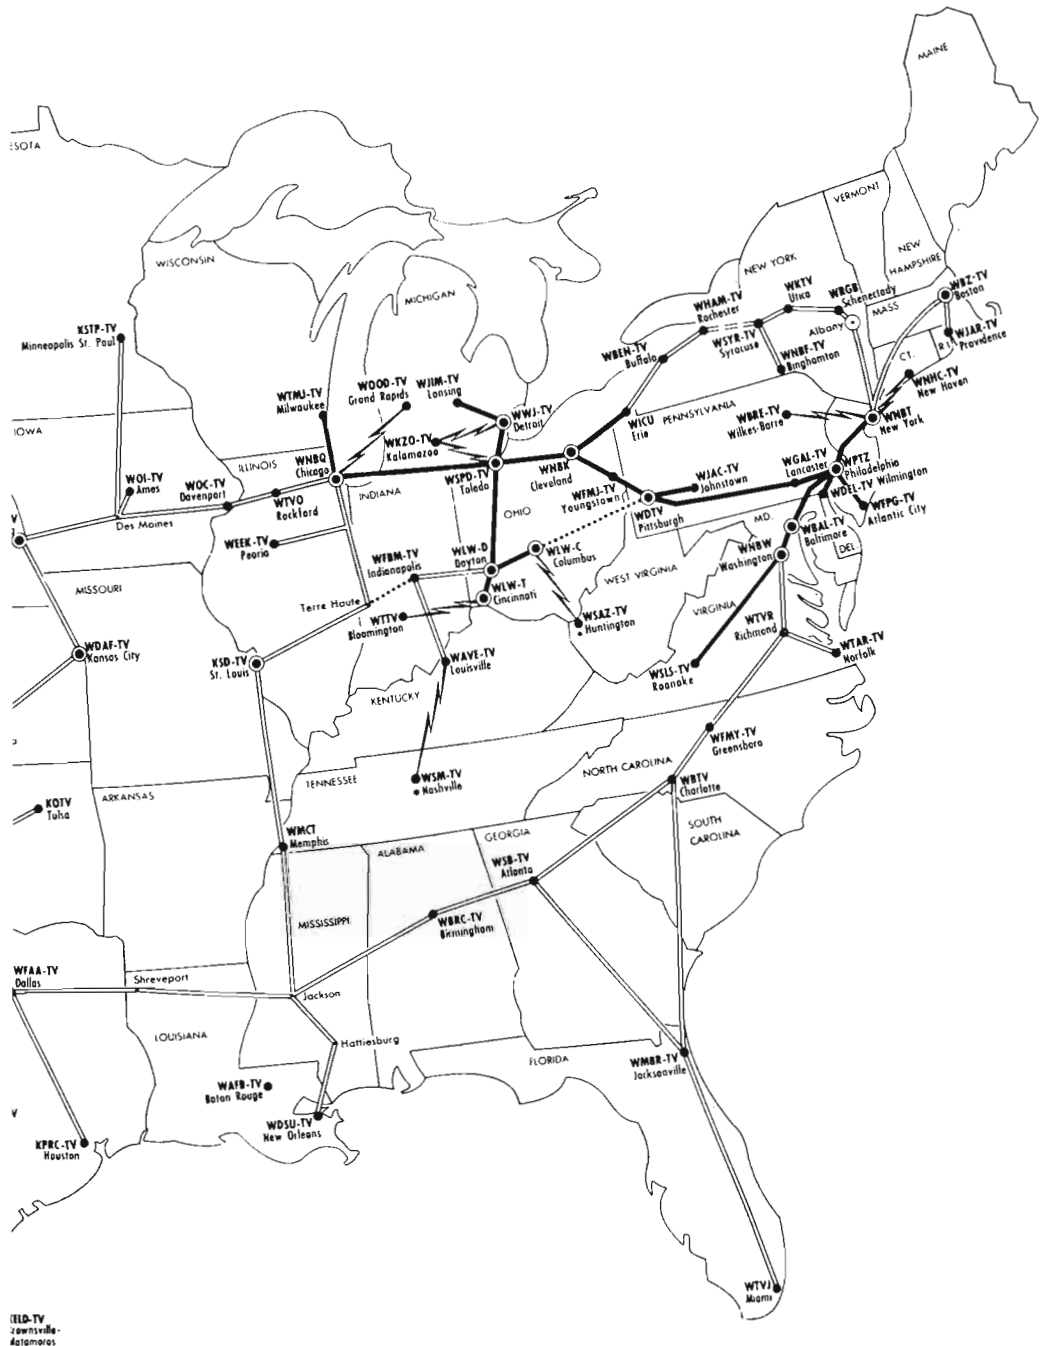 MAINE
ESOTA
VERMONT
NEW
HAMPSHIRE
WISCONSIN
NEW YORK
MICHIGAN
WKTV
Utica
WRGB
Schenectady
WBZ-TV
Boston
WHAM-TV
Rochester
MASS
KSTP-TV
Minneapolis St. Paul
WSYR-TV
Syracuse
Albany
WJAR-TV
Providence
R.I.
CT.
WBEN-TV
Buffalo
WNBF-TV
Binghamton
WNHC-TV
New Haven
WOOD-TV
Grand Rapids
WJIM-TV
Lansing
WTMJ-TV
Milwaukee
WICU
Erie
PENNSYLVANIA
WBRE-TV
Wilkes-Barre
WNBT
New York
WWJ-TV
Detroit
IOWA
WKZO-TV
Kalamazoo
ILLINOIS
WNBQ
Chicago
WSPD-TV
Toledo
WNBK
Cleveland
WJAC-TV
Johnstown
WGAL-TV
Lancaster
WPTZ
Philadelphia
WDEL-TV Wilmington
WOI-TV
Ames
WOC-TV
Davenport
WTVO
Rockford
INDIANA
WFMJ-TV
Youngstown
WDTV
Pittsburgh
WFPG-TV
Atlantic City
Des Moines
OHIO
MD.
WBAL-TV
Baltimore
DEL.
WEEK-TV
Peoria
WFBM-TV
Indianapolis
WLW-D
Dayton
WLW-C
Columbus
WNBW
Washington
WEST VIRGINIA
MISSOURI
Terre Haute
WLW-T
Cincinnati
WTTV
Bloomington
WSAZ-TV
Huntington
VIRGINIA
WTVR
Richmond
WTAR-TV
Norfolk
WDAF-TV
Kansas City
KSD-TV
St. Louis
WAVE-TV
Louisville
WSLS-TV
Roanoke
KENTUCKY
WFMY-TV
Greensboro
NORTH CAROLINA
WBTV
Charlotte
TENNESSEE
WSM-TV
Nashville
ARKANSAS
KOTV
Tulsa
SOUTH
CAROLINA
WMCT
Memphis
ALABAMA
GEORGIA
WSB-TV
Atlanta
MISSISSIPPI
WBRC-TV
Birmingham
WFAA-TV
Dallas
Shreveport
Jackson
LOUISIANA
Hattiesburg
FLORIDA
WMBR-TV
Jacksonville
WAFB-TV
Baton Rouge
WDSU-TV
New Orleans
KPRC-TV
Houston
WTVJ
Miami
KELD-TV
rownsville-
Matamoros